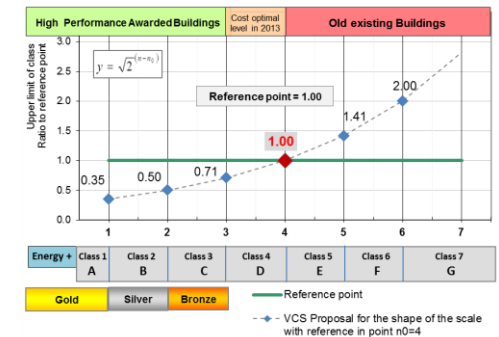 High Performance Awarded Buildings
Cost optimal
level in 2013
Old existing Buildings
Upper limit of class
Ratio to reference point
3.0
2.5
2.0
1.5
1.0
0.5
0.0
y = √2^(n−n₀)
Reference point = 1.00
0.35
0.50
0.71
1.00
1.41
2.00
1 2 3 4 5 6 7
Energy + Class 1 Class 2 Class 3 Class 4 Class 5 Class 6 Class 7
A B C D E F G
Gold Silver Bronze
Reference point
VCS Proposal for the shape of the scale
with reference in point n0=4